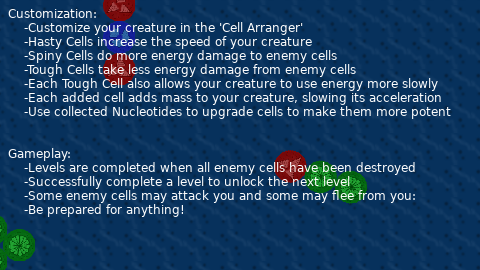 Customization:
-Customize your creature in the 'Cell Arranger'
-Hasty Cells increase the speed of your creature
-Spiny Cells do more energy damage to enemy cells
-Tough Cells take less energy damage from enemy cells
-Each Tough Cell also allows your creature to use energy more slowly
-Each added cell adds mass to your creature, slowing its acceleration
-Use collected Nucleotides to upgrade cells to make them more potent
Gameplay:
-Levels are completed when all enemy cells have been destroyed
-Successfully complete a level to unlock the next level
-Some enemy cells may attack you and some may flee from you:
-Be prepared for anything!